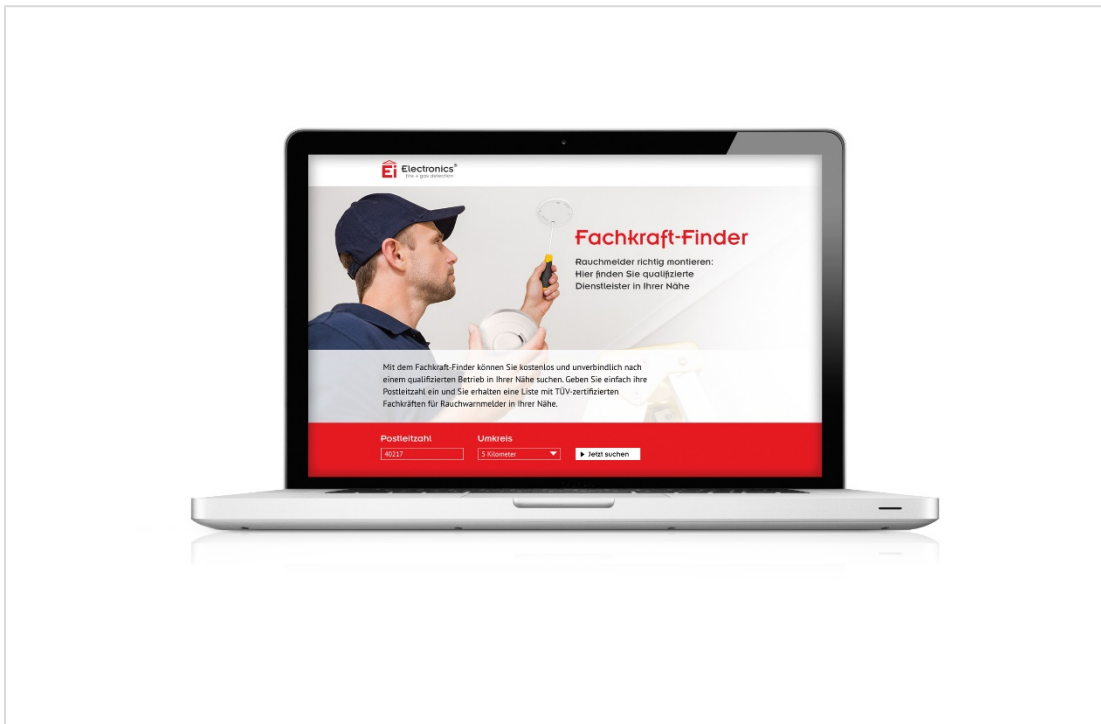 Ei Electronics®
fire + gas detection
Fachkraft-Finder
Rauchmelder richtig montieren:
Hier finden Sie qualifizierte
Dienstleister in Ihrer Nähe
Mit dem Fachkraft-Finder können Sie kostenlos und unverbindlich nach
einem qualifizierten Betrieb in Ihrer Nähe suchen. Geben Sie einfach ihre
Postleitzahl ein und Sie erhalten eine Liste mit TÜV-zertifizierten
Fachkräften für Rauchwarnmelder in Ihrer Nähe.
Postleitzahl Umkreis
40217 5 Kilometer Jetzt suchen